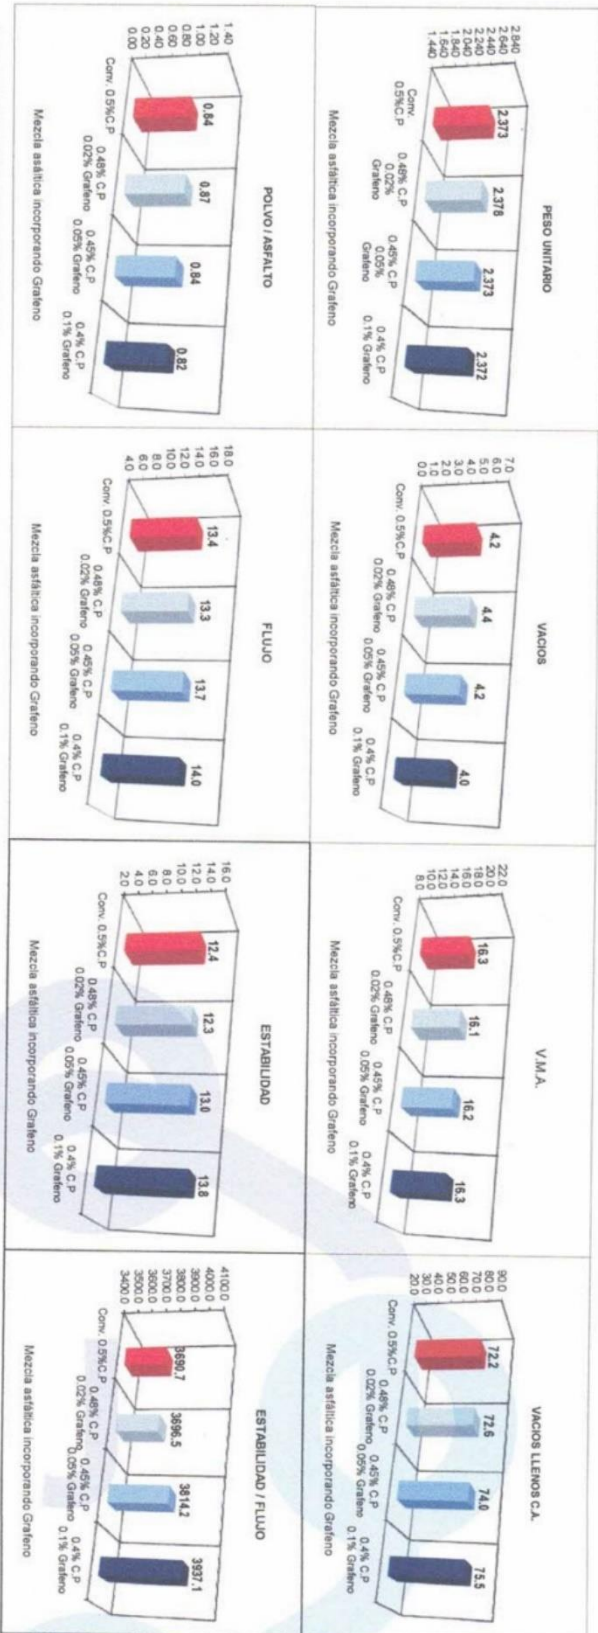 PESO UNITARIO
2.840
2.640
2.440
2.240
2.040
1.840
1.640
1.440
2.373
2.378
2.373
2.372
Conv.
0.5%C.P
0.48% C.P
0.02%
Grafeno
0.45% C.P
0.05%
Grafeno
0.4% C.P
0.1% Grafeno
Mezcla asfáltica incorporando Grafeno
VACIOS
7.0
6.0
5.0
4.0
3.0
2.0
1.0
0.0
4.2
4.4
4.2
4.0
Conv. 0.5%C.P
0.48% C.P
0.02% Grafeno
0.45% C.P
0.05% Grafeno
0.4% C.P
0.1% Grafeno
Mezcla asfáltica incorporando Grafeno
V.M.A.
22.0
20.0
18.0
16.0
14.0
12.0
10.0
8.0
16.3
16.1
16.2
16.3
Conv. 0.5%C.P
0.48% C.P
0.02% Grafeno
0.45% C.P
0.05% Grafeno
0.4% C.P
0.1% Grafeno
Mezcla asfáltica incorporando Grafeno
VACIOS LLENOS C.A.
90.0
80.0
70.0
60.0
50.0
40.0
30.0
20.0
72.2
72.6
74.0
75.5
Conv. 0.5%C.P
0.48% C.P
0.02% Grafeno
0.45% C.P
0.05% Grafeno
0.4% C.P
0.1% Grafeno
Mezcla asfáltica incorporando Grafeno
POLVO / ASFALTO
1.40
1.20
1.00
0.80
0.60
0.40
0.20
0.00
0.84
0.87
0.84
0.82
Conv. 0.5%C.P
0.48% C.P
0.02% Grafeno
0.45% C.P
0.05% Grafeno
0.4% C.P
0.1% Grafeno
Mezcla asfáltica incorporando Grafeno
FLUJO
18.0
16.0
14.0
12.0
10.0
8.0
6.0
4.0
13.4
13.3
13.7
14.0
Conv. 0.5%C.P
0.48% C.P
0.02% Grafeno
0.45% C.P
0.05% Grafeno
0.4% C.P
0.1% Grafeno
Mezcla asfáltica incorporando Grafeno
ESTABILIDAD
16.0
14.0
12.0
10.0
8.0
6.0
4.0
2.0
12.4
12.3
13.0
13.8
Conv. 0.5%C.P
0.48% C.P
0.02% Grafeno
0.45% C.P
0.05% Grafeno
0.4% C.P
0.1% Grafeno
Mezcla asfáltica incorporando Grafeno
ESTABILIDAD / FLUJO
4100.0
4000.0
3900.0
3800.0
3700.0
3600.0
3500.0
3400.0
3690.7
3696.5
3814.2
3937.1
Conv. 0.5%C.P
0.48% C.P
0.02% Grafeno
0.45% C.P
0.05% Grafeno
0.4% C.P
0.1% Grafeno
Mezcla asfáltica incorporando Grafeno